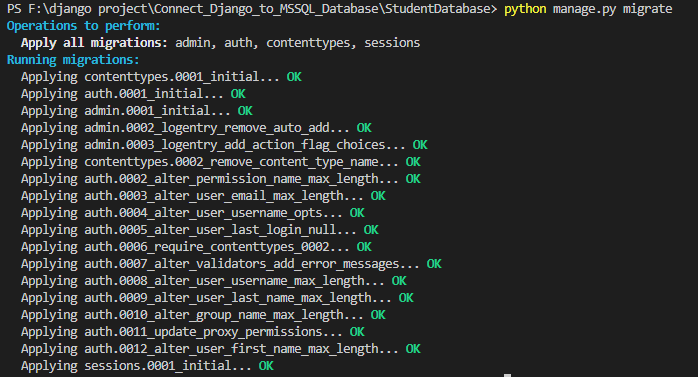 PS F:\django project\Connect_Django_to_MSSQL_Database\StudentDatabase> python manage.py migrate
Operations to perform:
  Apply all migrations: admin, auth, contenttypes, sessions
Running migrations:
  Applying contenttypes.0001_initial... OK
  Applying auth.0001_initial... OK
  Applying admin.0001_initial... OK
  Applying admin.0002_logentry_remove_auto_add... OK
  Applying admin.0003_logentry_add_action_flag_choices... OK
  Applying contenttypes.0002_remove_content_type_name... OK
  Applying auth.0002_alter_permission_name_max_length... OK
  Applying auth.0003_alter_user_email_max_length... OK
  Applying auth.0004_alter_user_username_opts... OK
  Applying auth.0005_alter_user_last_login_null... OK
  Applying auth.0006_require_contenttypes_0002... OK
  Applying auth.0007_alter_validators_add_error_messages... OK
  Applying auth.0008_alter_user_username_max_length... OK
  Applying auth.0009_alter_user_last_name_max_length... OK
  Applying auth.0010_alter_group_name_max_length... OK
  Applying auth.0011_update_proxy_permissions... OK
  Applying auth.0012_alter_user_first_name_max_length... OK
  Applying sessions.0001_initial... OK